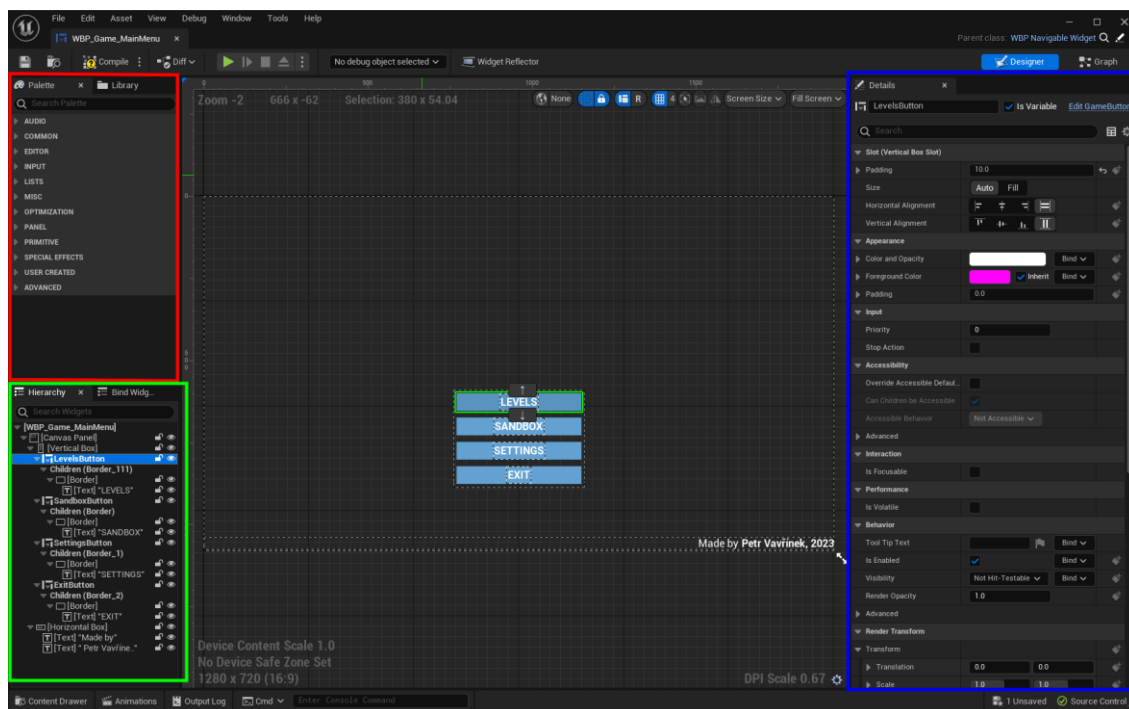 File Edit Asset View Debug Window Tools Help
WBP_Game_MainMenu
Parent class: WBP Navigable Widget
Compile
Diff
No debug object selected
Widget Reflector
Designer
Graph
Palette
Library
Search Palette
AUDIO
COMMON
EDITOR
INPUT
LISTS
MISC
OPTIMIZATION
PANEL
PRIMITIVE
SPECIAL EFFECTS
USER CREATED
ADVANCED
Hierarchy
Bind Widg..
Search Widgets
[WBP_Game_MainMenu]
[Canvas Panel]
[Vertical Box]
LevelsButton
Children (Border_111)
[Border]
[Text] "LEVELS"
SandboxButton
Children (Border)
[Border]
[Text] "SANDBOX"
SettingsButton
Children (Border_1)
[Border]
[Text] "SETTINGS"
ExitButton
Children (Border_2)
[Border]
[Text] "EXIT"
[Horizontal Box]
[Text] "Made by"
[Text] " Petr Vavříne.."
0 500 1000 1500
Zoom -2 666 x -62 Selection: 380 x 54.04
None R 4 Screen Size Fill Screen
0
500
LEVELS
SANDBOX
SETTINGS
EXIT
Made by Petr Vavřínek, 2023
Device Content Scale 1.0
No Device Safe Zone Set
1280 x 720 (16:9)
DPI Scale 0.67
Details
LevelsButton Is Variable Edit GameButton
Search
Slot (Vertical Box Slot)
Padding 10.0
Size Auto Fill
Horizontal Alignment
Vertical Alignment
Appearance
Color and Opacity Bind
Foreground Color Inherit Bind
Padding 0.0
Input
Priority 0
Stop Action
Accessibility
Override Accessible Defaul..
Can Children be Accessible
Accessible Behavior Not Accessible
Advanced
Interaction
Is Focusable
Performance
Is Volatile
Behavior
Tool Tip Text Bind
Is Enabled Bind
Visibility Not Hit-Testable Bind
Render Opacity 1.0
Advanced
Render Transform
Transform
Translation 0.0 0.0
Scale 1.0 1.0
Content Drawer Animations Output Log Cmd Enter Console Command
1 Unsaved Source Control